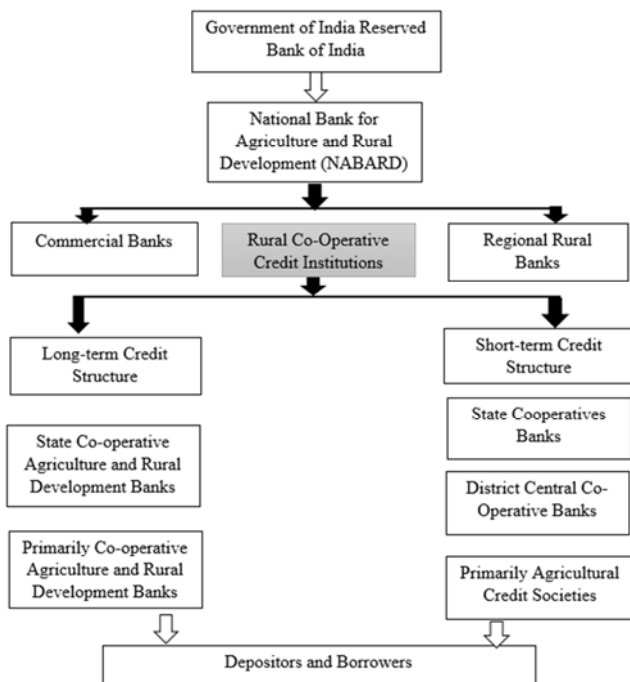 Government of India Reserved
Bank of India
National Bank for
Agriculture and Rural
Development (NABARD)
Commercial Banks
Rural Co-Operative
Credit Institutions
Regional Rural
Banks
Long-term Credit
Structure
Short-term Credit
Structure
State Co-operative
Agriculture and Rural
Development Banks
State Cooperatives
Banks
District Central Co-
Operative Banks
Primarily Co-operative
Agriculture and Rural
Development Banks
Primarily Agricultural
Credit Societies
Depositors and Borrowers